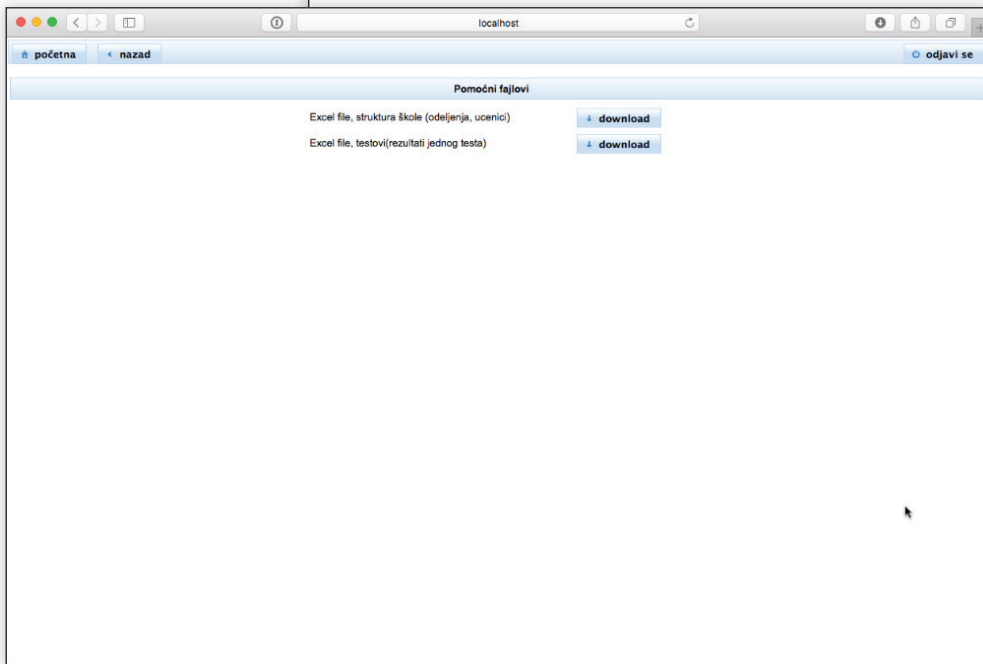 localhost
početna nazad odjavi se
Pomoćni fajlovi
Excel file, struktura škole (odeljenja, ucenici) download
Excel file, testovi(rezultati jednog testa) download